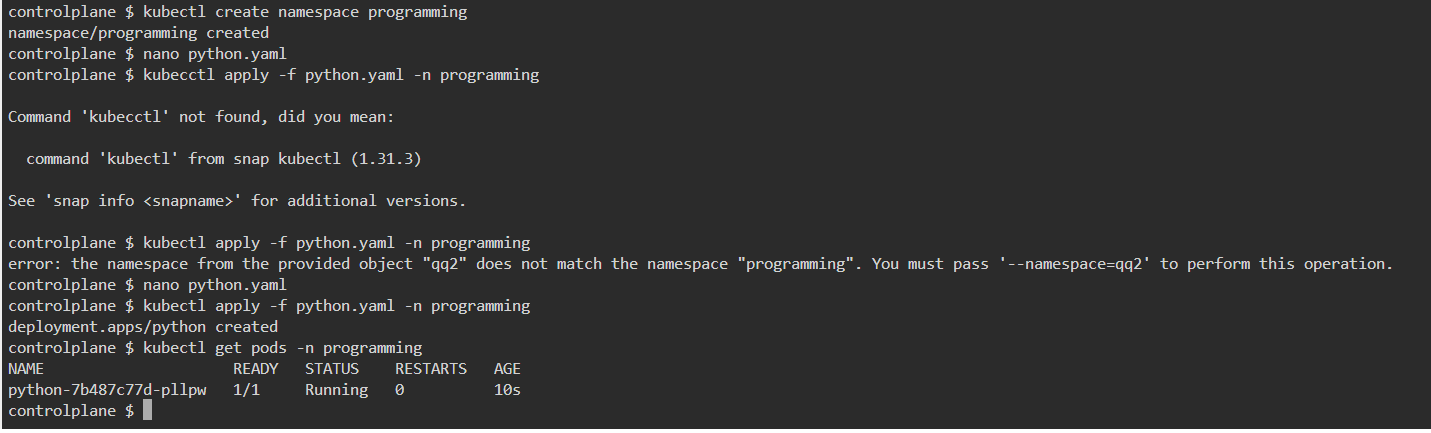 controlplane $ kubectl create namespace programming
namespace/programming created
controlplane $ nano python.yaml
controlplane $ kubecctl apply -f python.yaml -n programming
Command 'kubecctl' not found, did you mean:
command 'kubectl' from snap kubectl (1.31.3)
See 'snap info <snapname>' for additional versions.
controlplane $ kubectl apply -f python.yaml -n programming
error: the namespace from the provided object "qq2" does not match the namespace "programming". You must pass '--namespace=qq2' to perform this operation.
controlplane $ nano python.yaml
controlplane $ kubectl apply -f python.yaml -n programming
deployment.apps/python created
controlplane $ kubectl get pods -n programming
NAME READY STATUS RESTARTS AGE
python-7b487c77d-pllpw 1/1 Running 0 10s
controlplane $